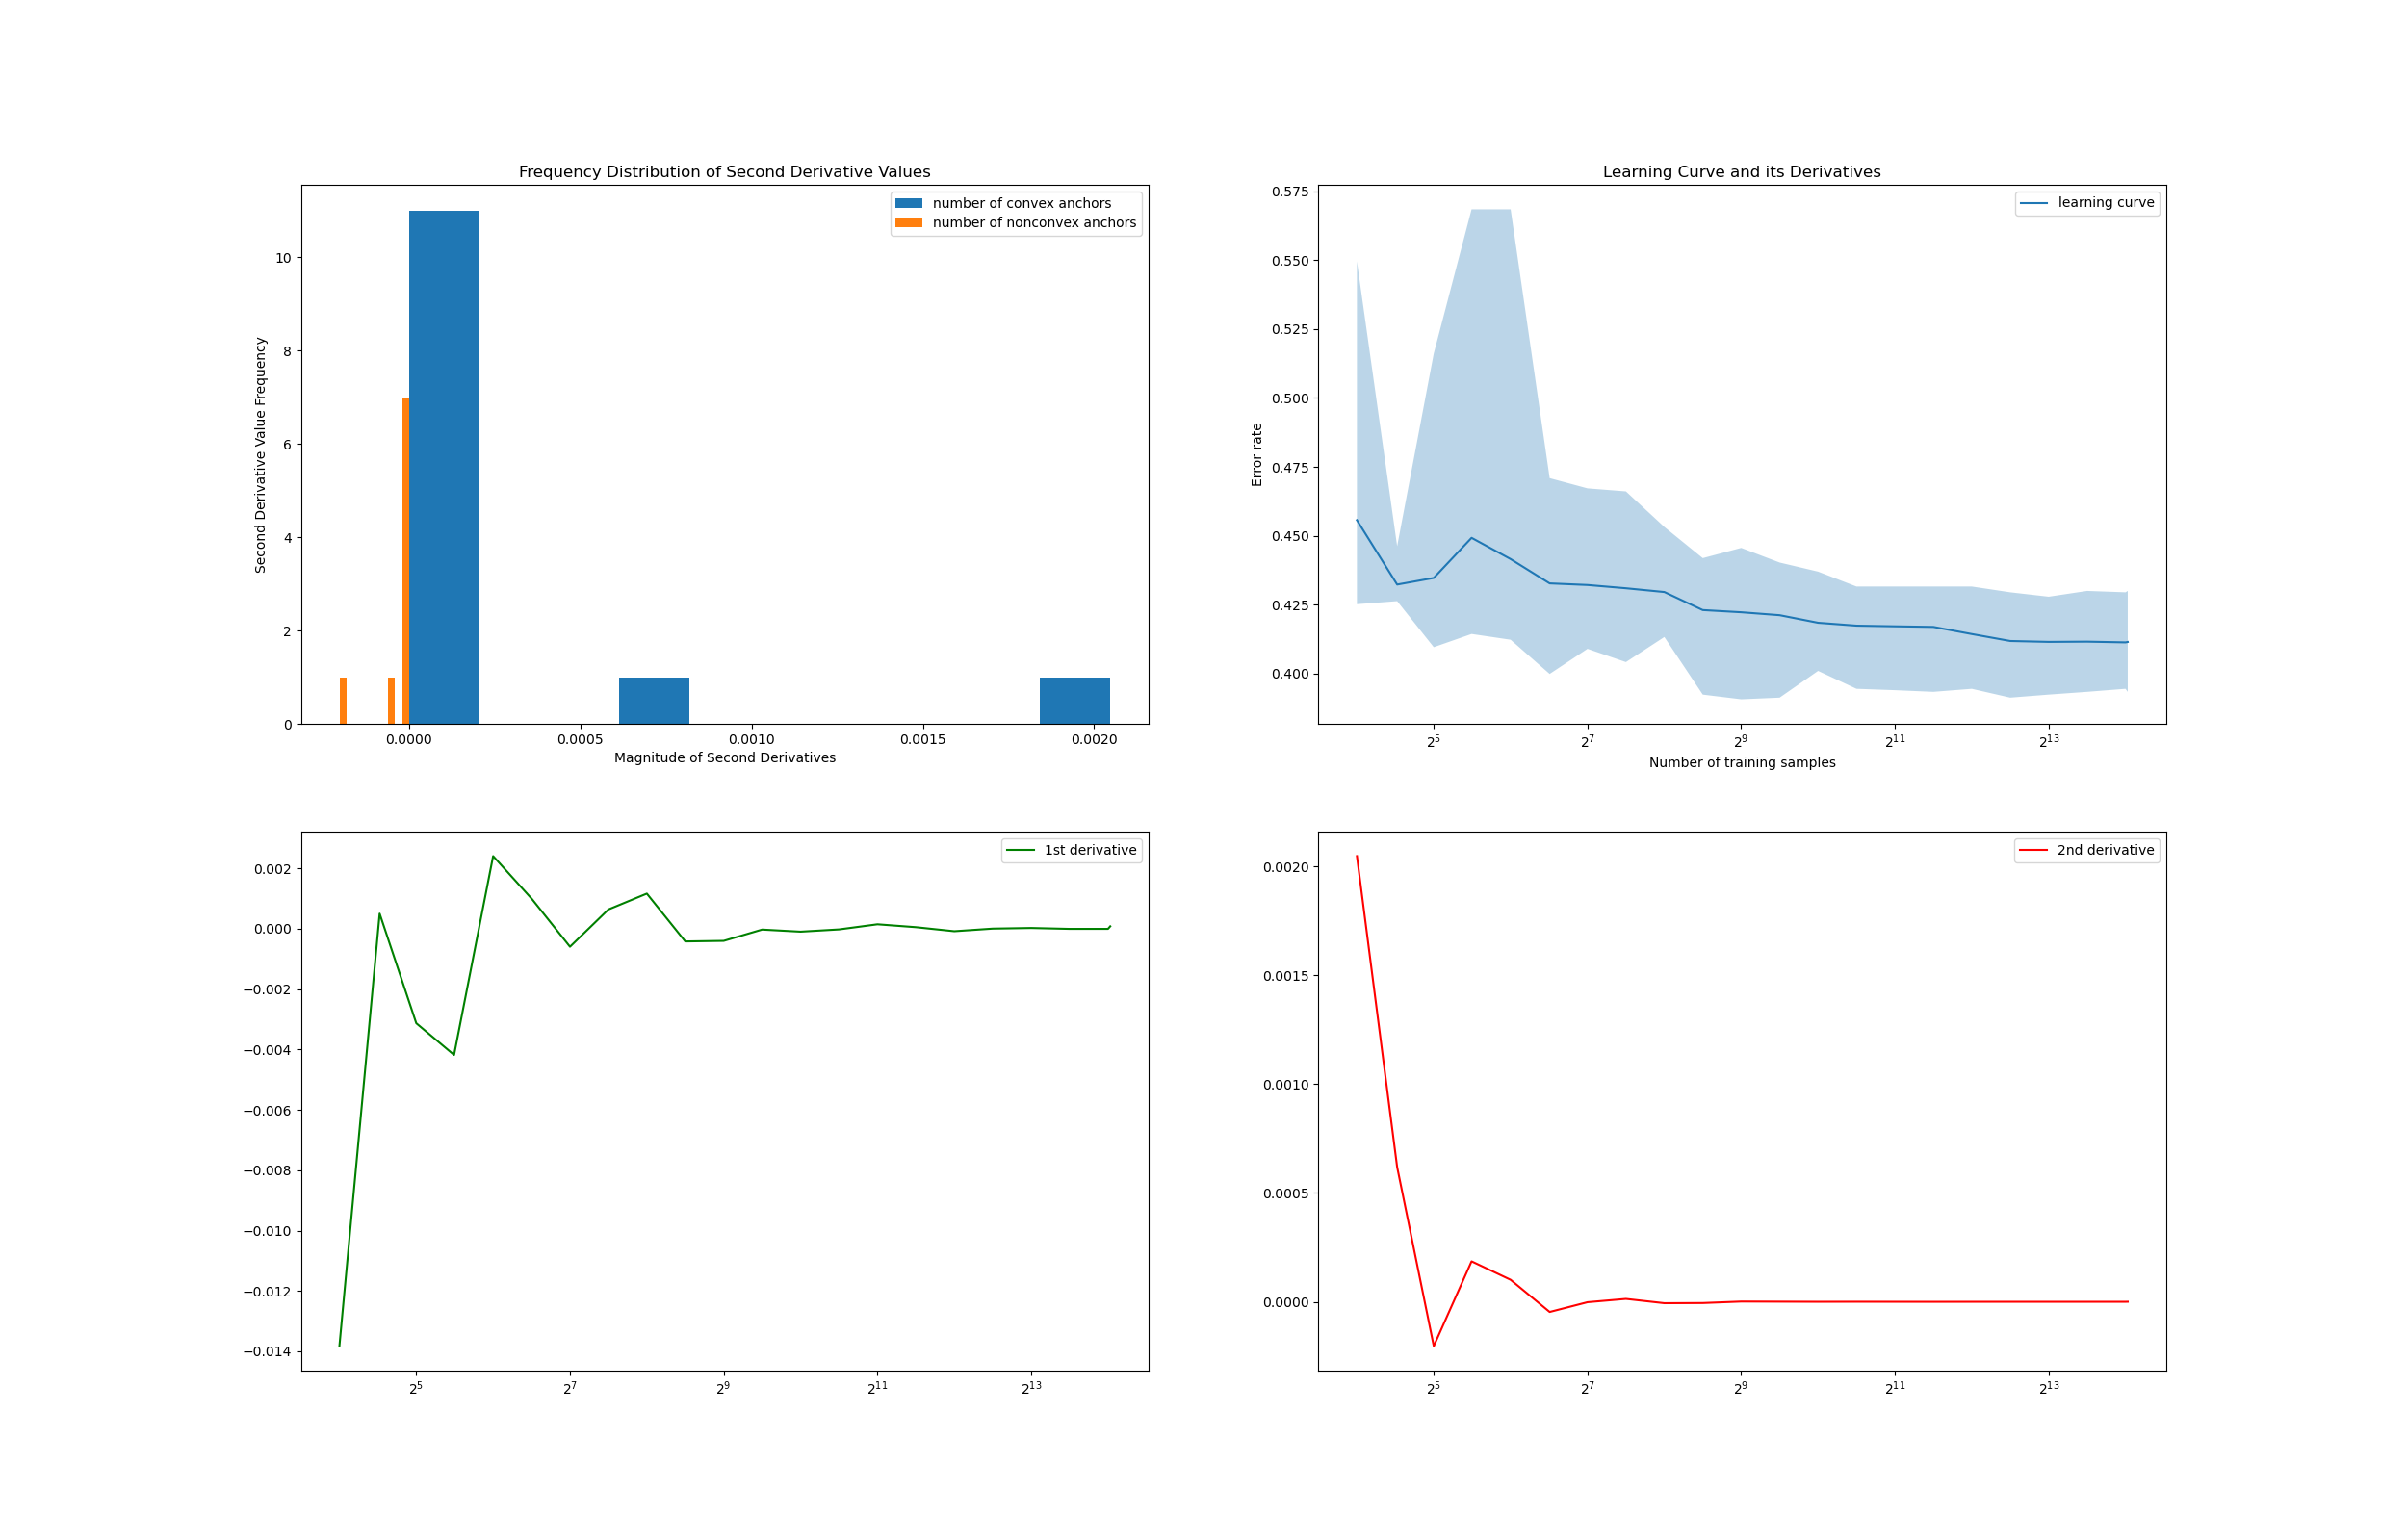 Frequency Distribution of Second Derivative Values
number of convex anchors
number of nonconvex anchors
Second Derivative Value Frequency
10
8
6
4
2
0
0.0000 0.0005 0.0010 0.0015 0.0020
Magnitude of Second Derivatives
Learning Curve and its Derivatives
learning curve
Error rate
0.575
0.550
0.525
0.500
0.475
0.450
0.425
0.400
2^5 2^7 2^9 2^11 2^13
Number of training samples
1st derivative
0.002
0.000
−0.002
−0.004
−0.006
−0.008
−0.010
−0.012
−0.014
2^5 2^7 2^9 2^11 2^13
2nd derivative
0.0020
0.0015
0.0010
0.0005
0.0000
2^5 2^7 2^9 2^11 2^13